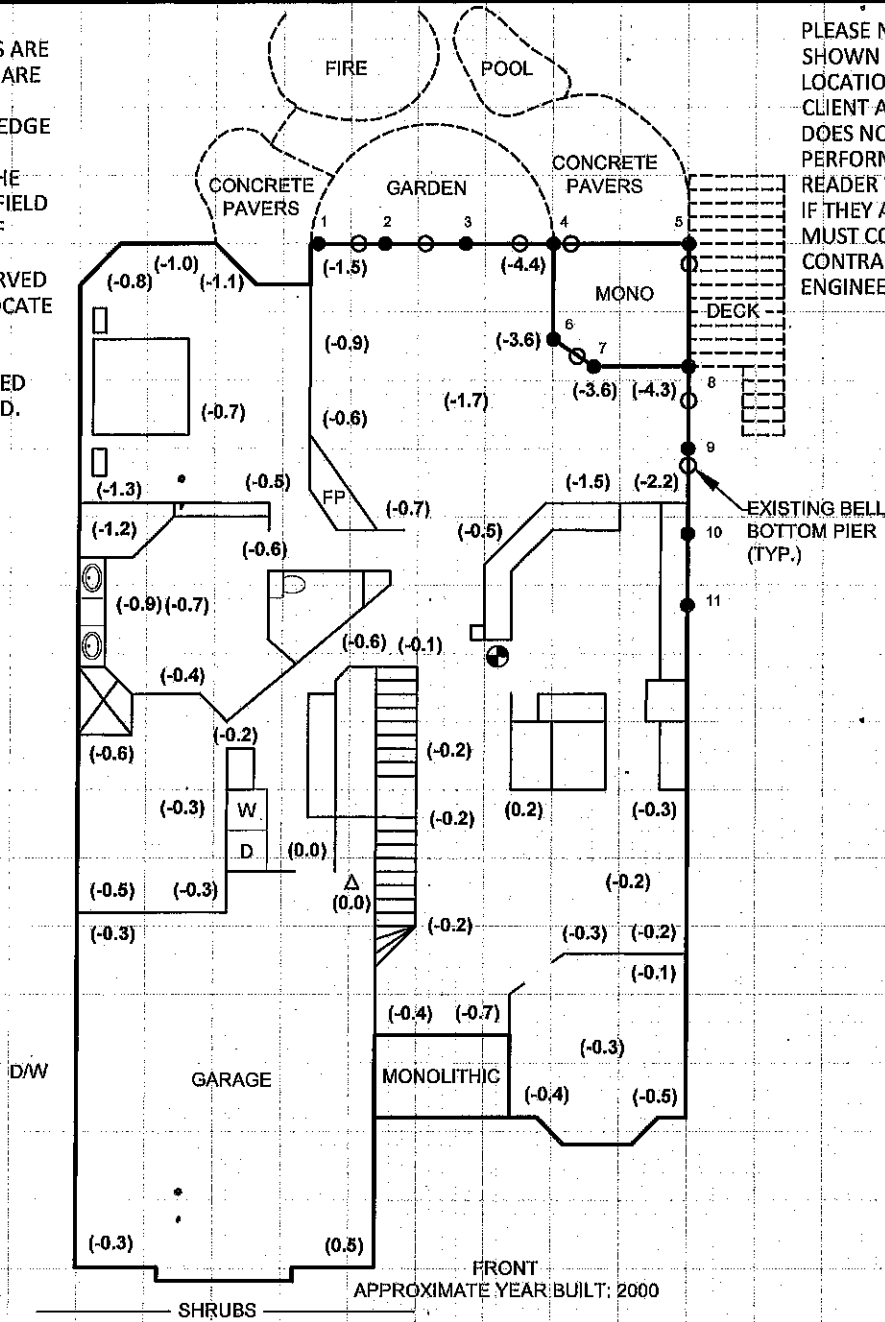 S ARE
ARE
EDGE
HE
FIELD
RVED
OCATE
ED
D.
PLEASE N
SHOWN
LOCATIO
CLIENT A
DOES NO
PERFORM
READER
IF THEY A
MUST CO
CONTRA
ENGINEE
FIRE
POOL
CONCRETE
PAVERS
GARDEN
CONCRETE
PAVERS
1 2 3 4 5
(-1.0)
(-0.8) (-1.1) (-1.5) (-4.4)
MONO
DECK
6
(-0.9) (-3.6)
7
(-3.6) (-4.3) 8
(-0.7) (-0.6) (-1.7)
9
(-1.3) (-0.5) FP (-1.5) (-2.2)
(-0.7)
EXISTING BELL
BOTTOM PIER
(TYP.)
(-1.2) (-0.5) 10
(-0.6)
(-0.9) (-0.7) 11
(-0.6) (-0.1)
(-0.4)
(-0.2)
(-0.6) (-0.2)
(-0.3) W (0.2) (-0.3)
(-0.2)
D (0.0)
(-0.5) (-0.3) (0.0) (-0.2)
(-0.3) (-0.2) (-0.3) (-0.2)
(-0.1)
(-0.4) (-0.7)
(-0.3)
D/W
GARAGE
MONOLITHIC
(-0.4) (-0.5)
(-0.3) (0.5)
FRONT
APPROXIMATE YEAR BUILT: 2000
SHRUBS